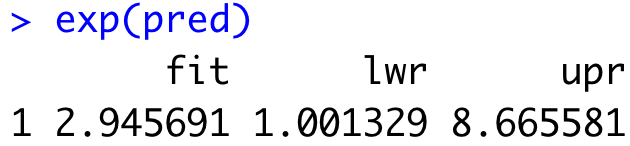 > exp(pred)
fit lwr upr
1 2.945691 1.001329 8.665581